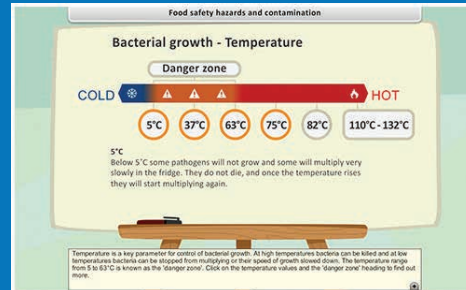 Food safety hazards and contamination
Bacterial growth - Temperature
Danger zone
COLD
HOT
5°C
37°C
63°C
75°C
82°C
110°C - 132°C
5°C
Below 5°C some pathogens will not grow and some will multiply very
slowly in the fridge. They do not die, and once the temperature rises
they will start multiplying again.
Temperature is a key parameter for control of bacterial growth. At high temperatures bacteria can be killed and at low
temperatures bacteria can be stopped from multiplying or their speed of growth slowed down. The temperature range
from 5 to 63°C is known as the 'danger zone'. Click on the temperature values and the 'danger zone' heading to find out
more.